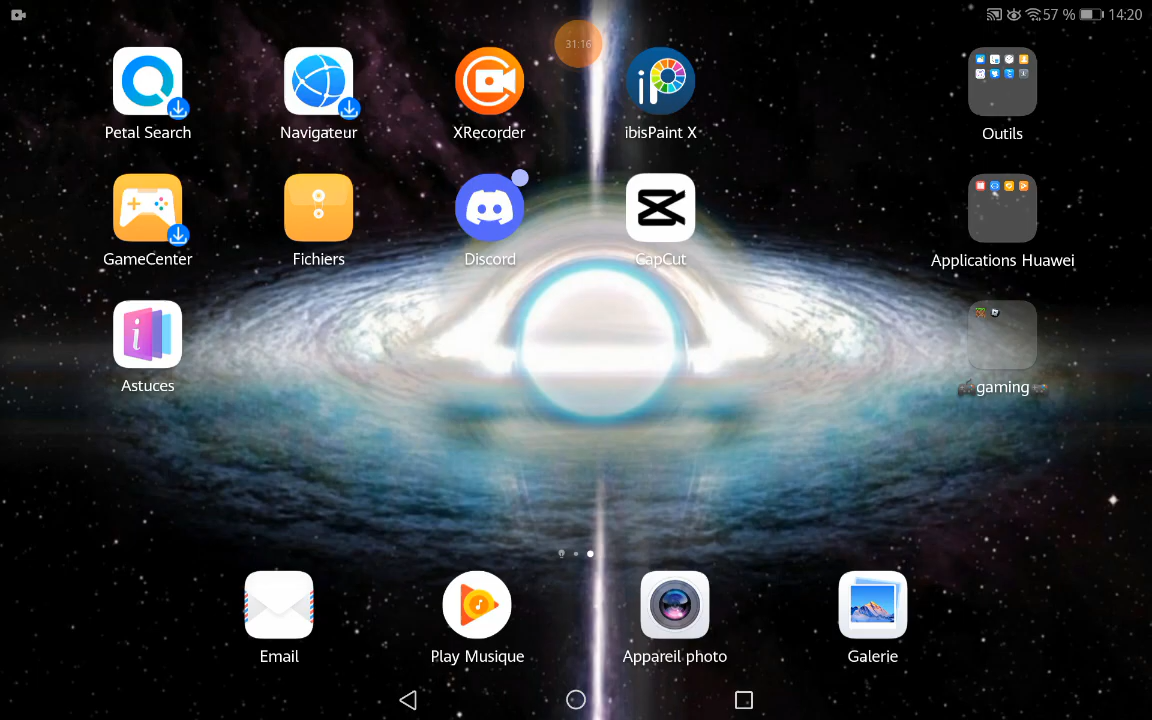 57 % 14:20
31:16
Petal Search
Navigateur
XRecorder
ibisPaint X
Outils
GameCenter
Fichiers
Discord
CapCut
Applications Huawei
i
Astuces
🎮gaming🎮
Email
Play Musique
Appareil photo
Galerie